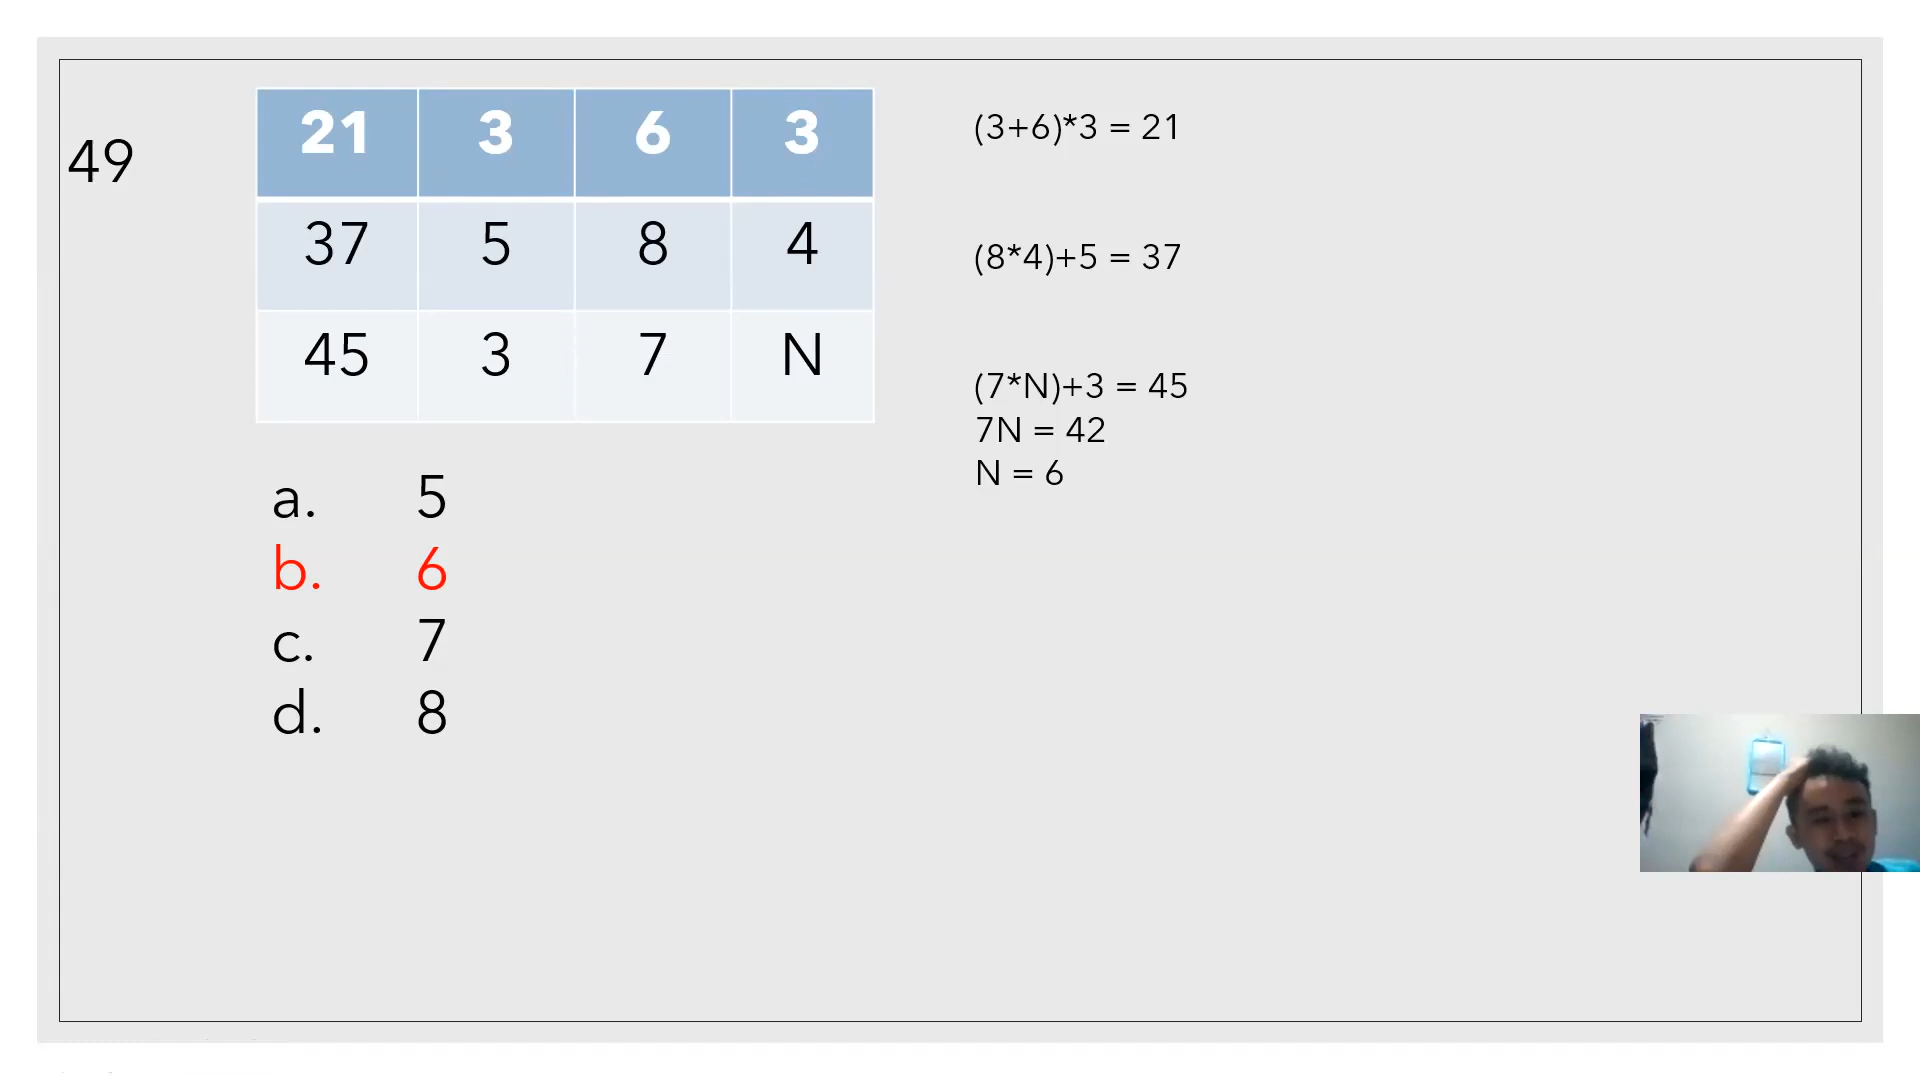 49
21 3 6 3
37 5 8 4
45 3 7 N
(3+6)*3 = 21
(8*4)+5 = 37
(7*N)+3 = 45
7N = 42
N = 6
a. 5
b. 6
c. 7
d. 8